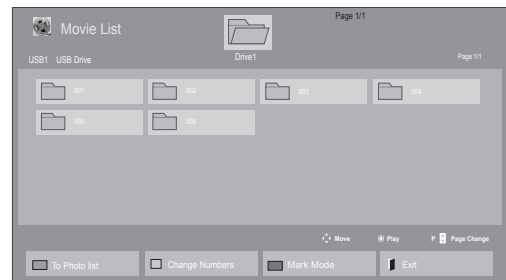 Page 1/1
Movie List
USB1 USB Drive
Drive1
Page 1/1
001 002 003 004
005 006
Move Play P Page Change
To Photo list Change Numbers Mark Mode Exit